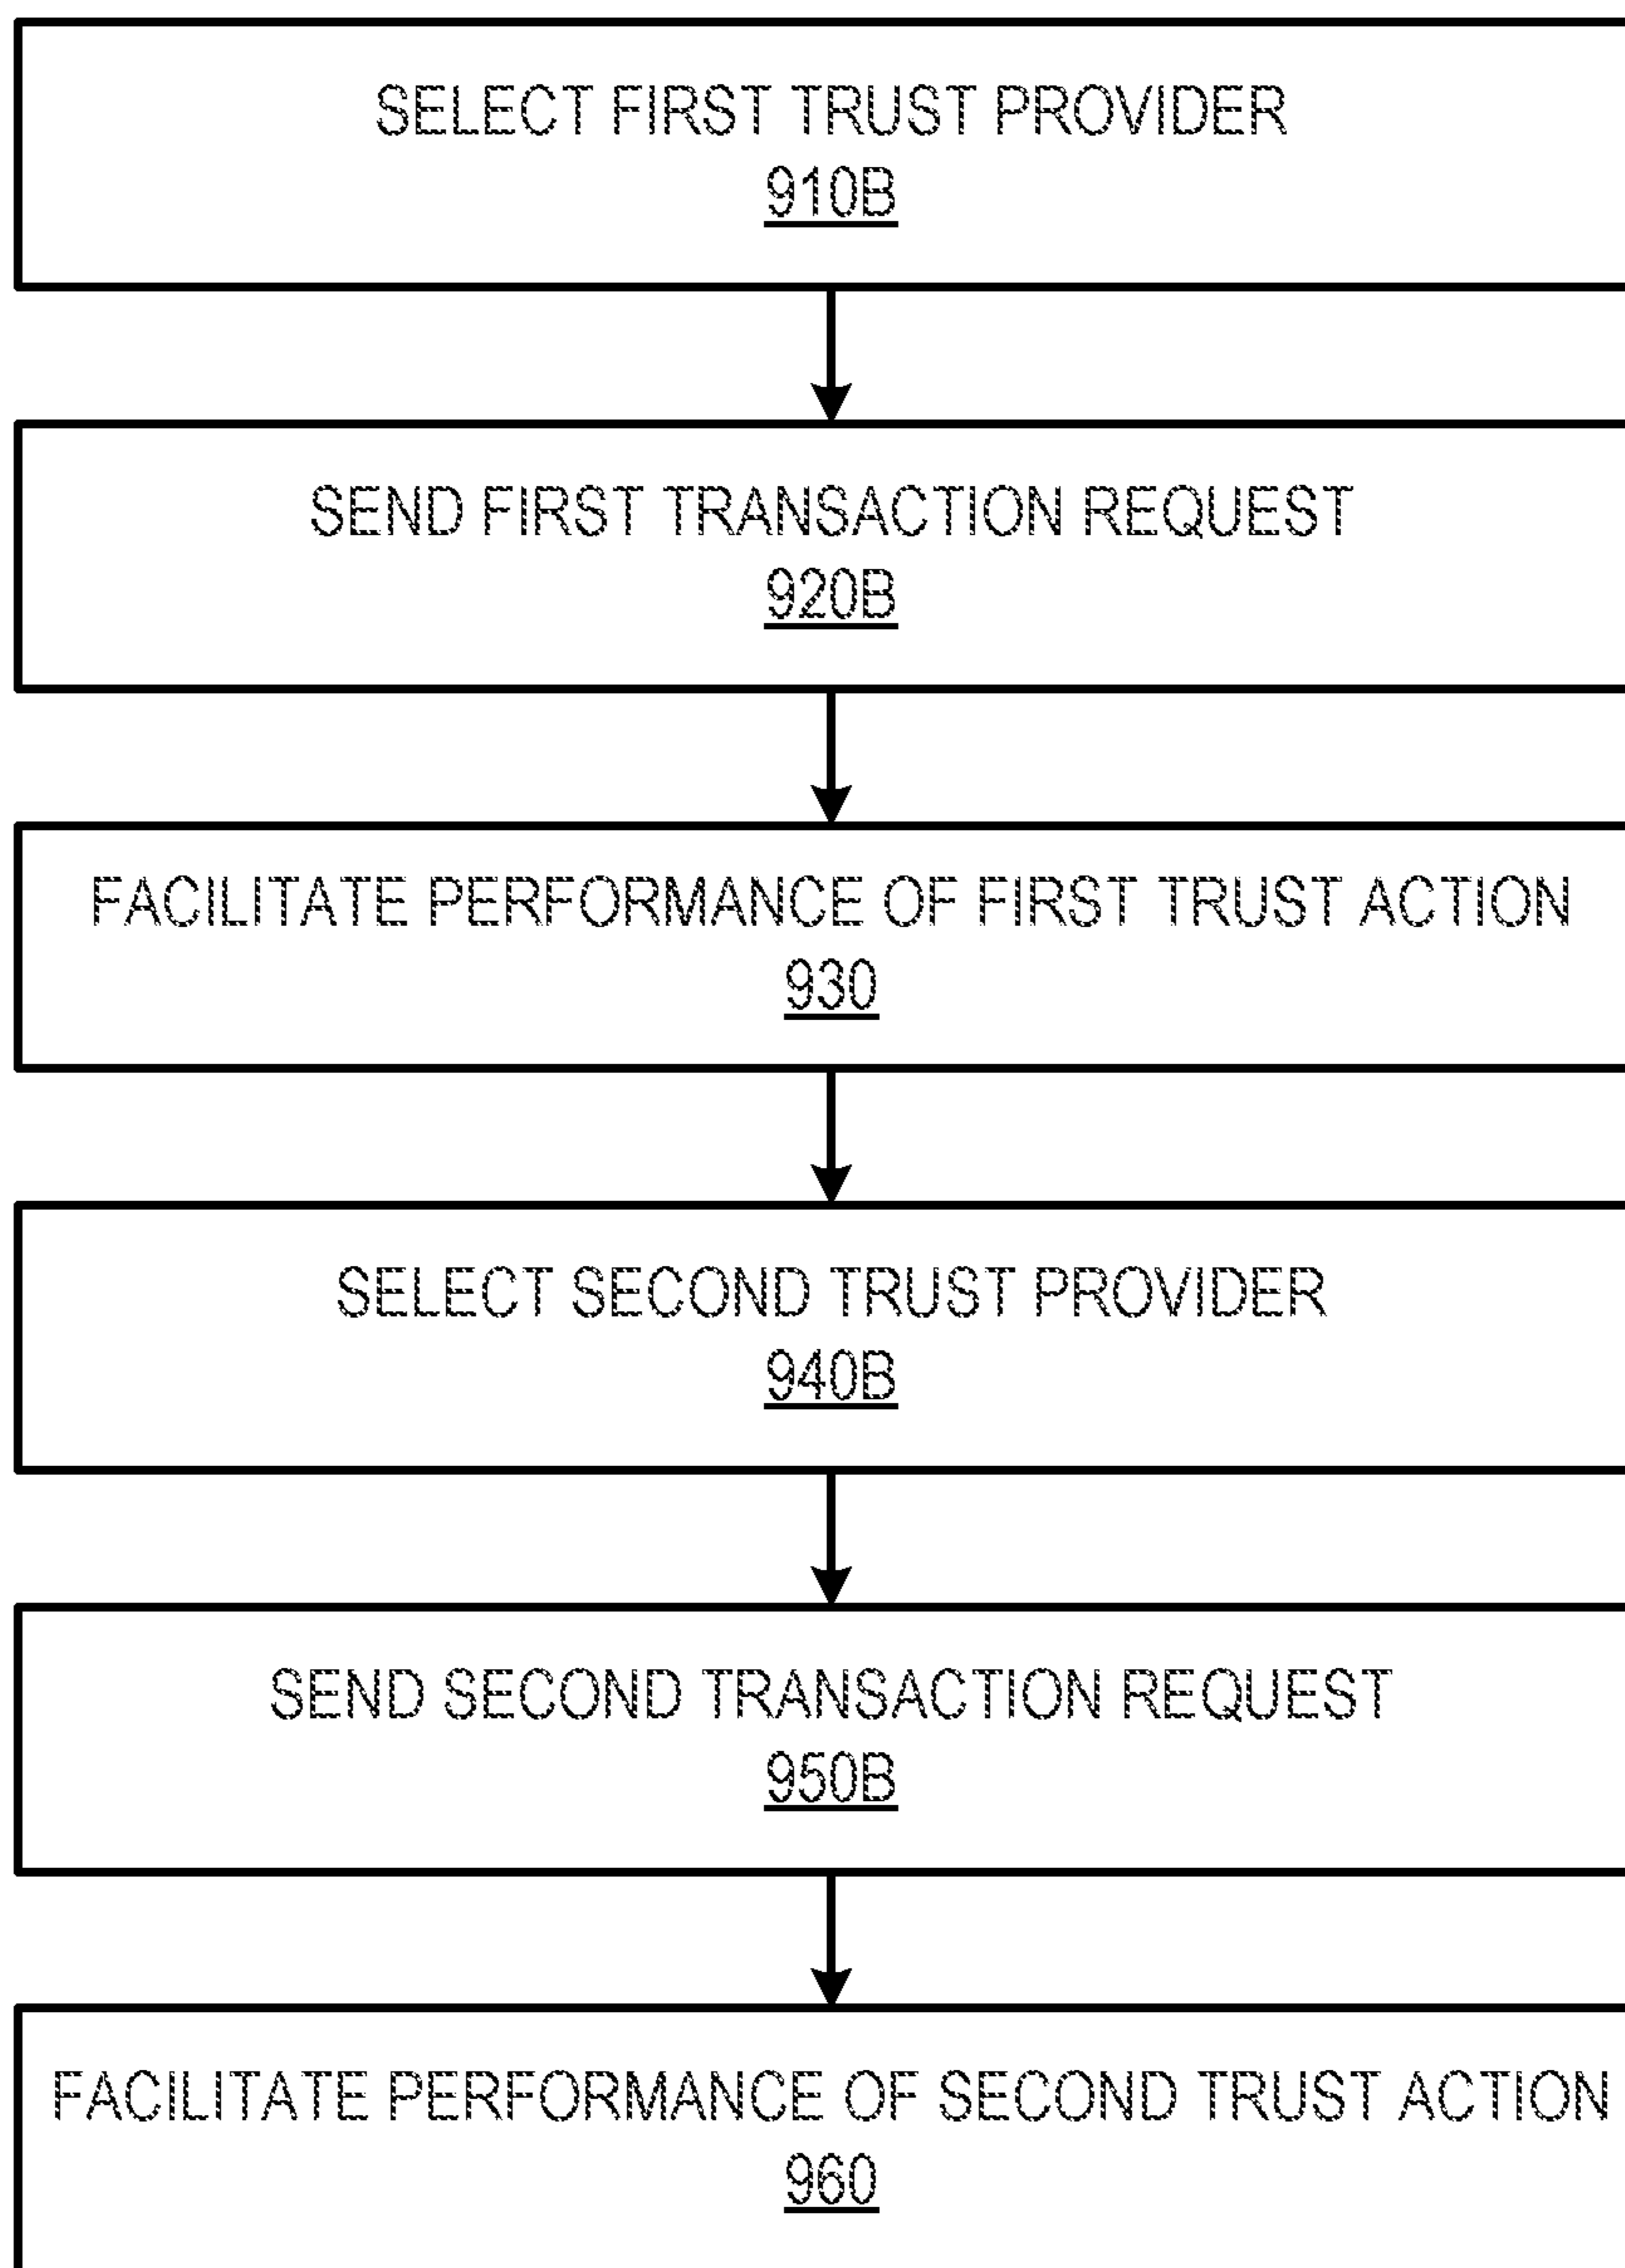 SELECT FIRST TRUST PROVIDER
910B
SEND FIRST TRANSACTION REQUEST
920B
FACILITATE PERFORMANCE OF FIRST TRUST ACTION
930
SELECT SECOND TRUST PROVIDER
940B
SEND SECOND TRANSACTION REQUEST
950B
FACILITATE PERFORMANCE OF SECOND TRUST ACTION
960